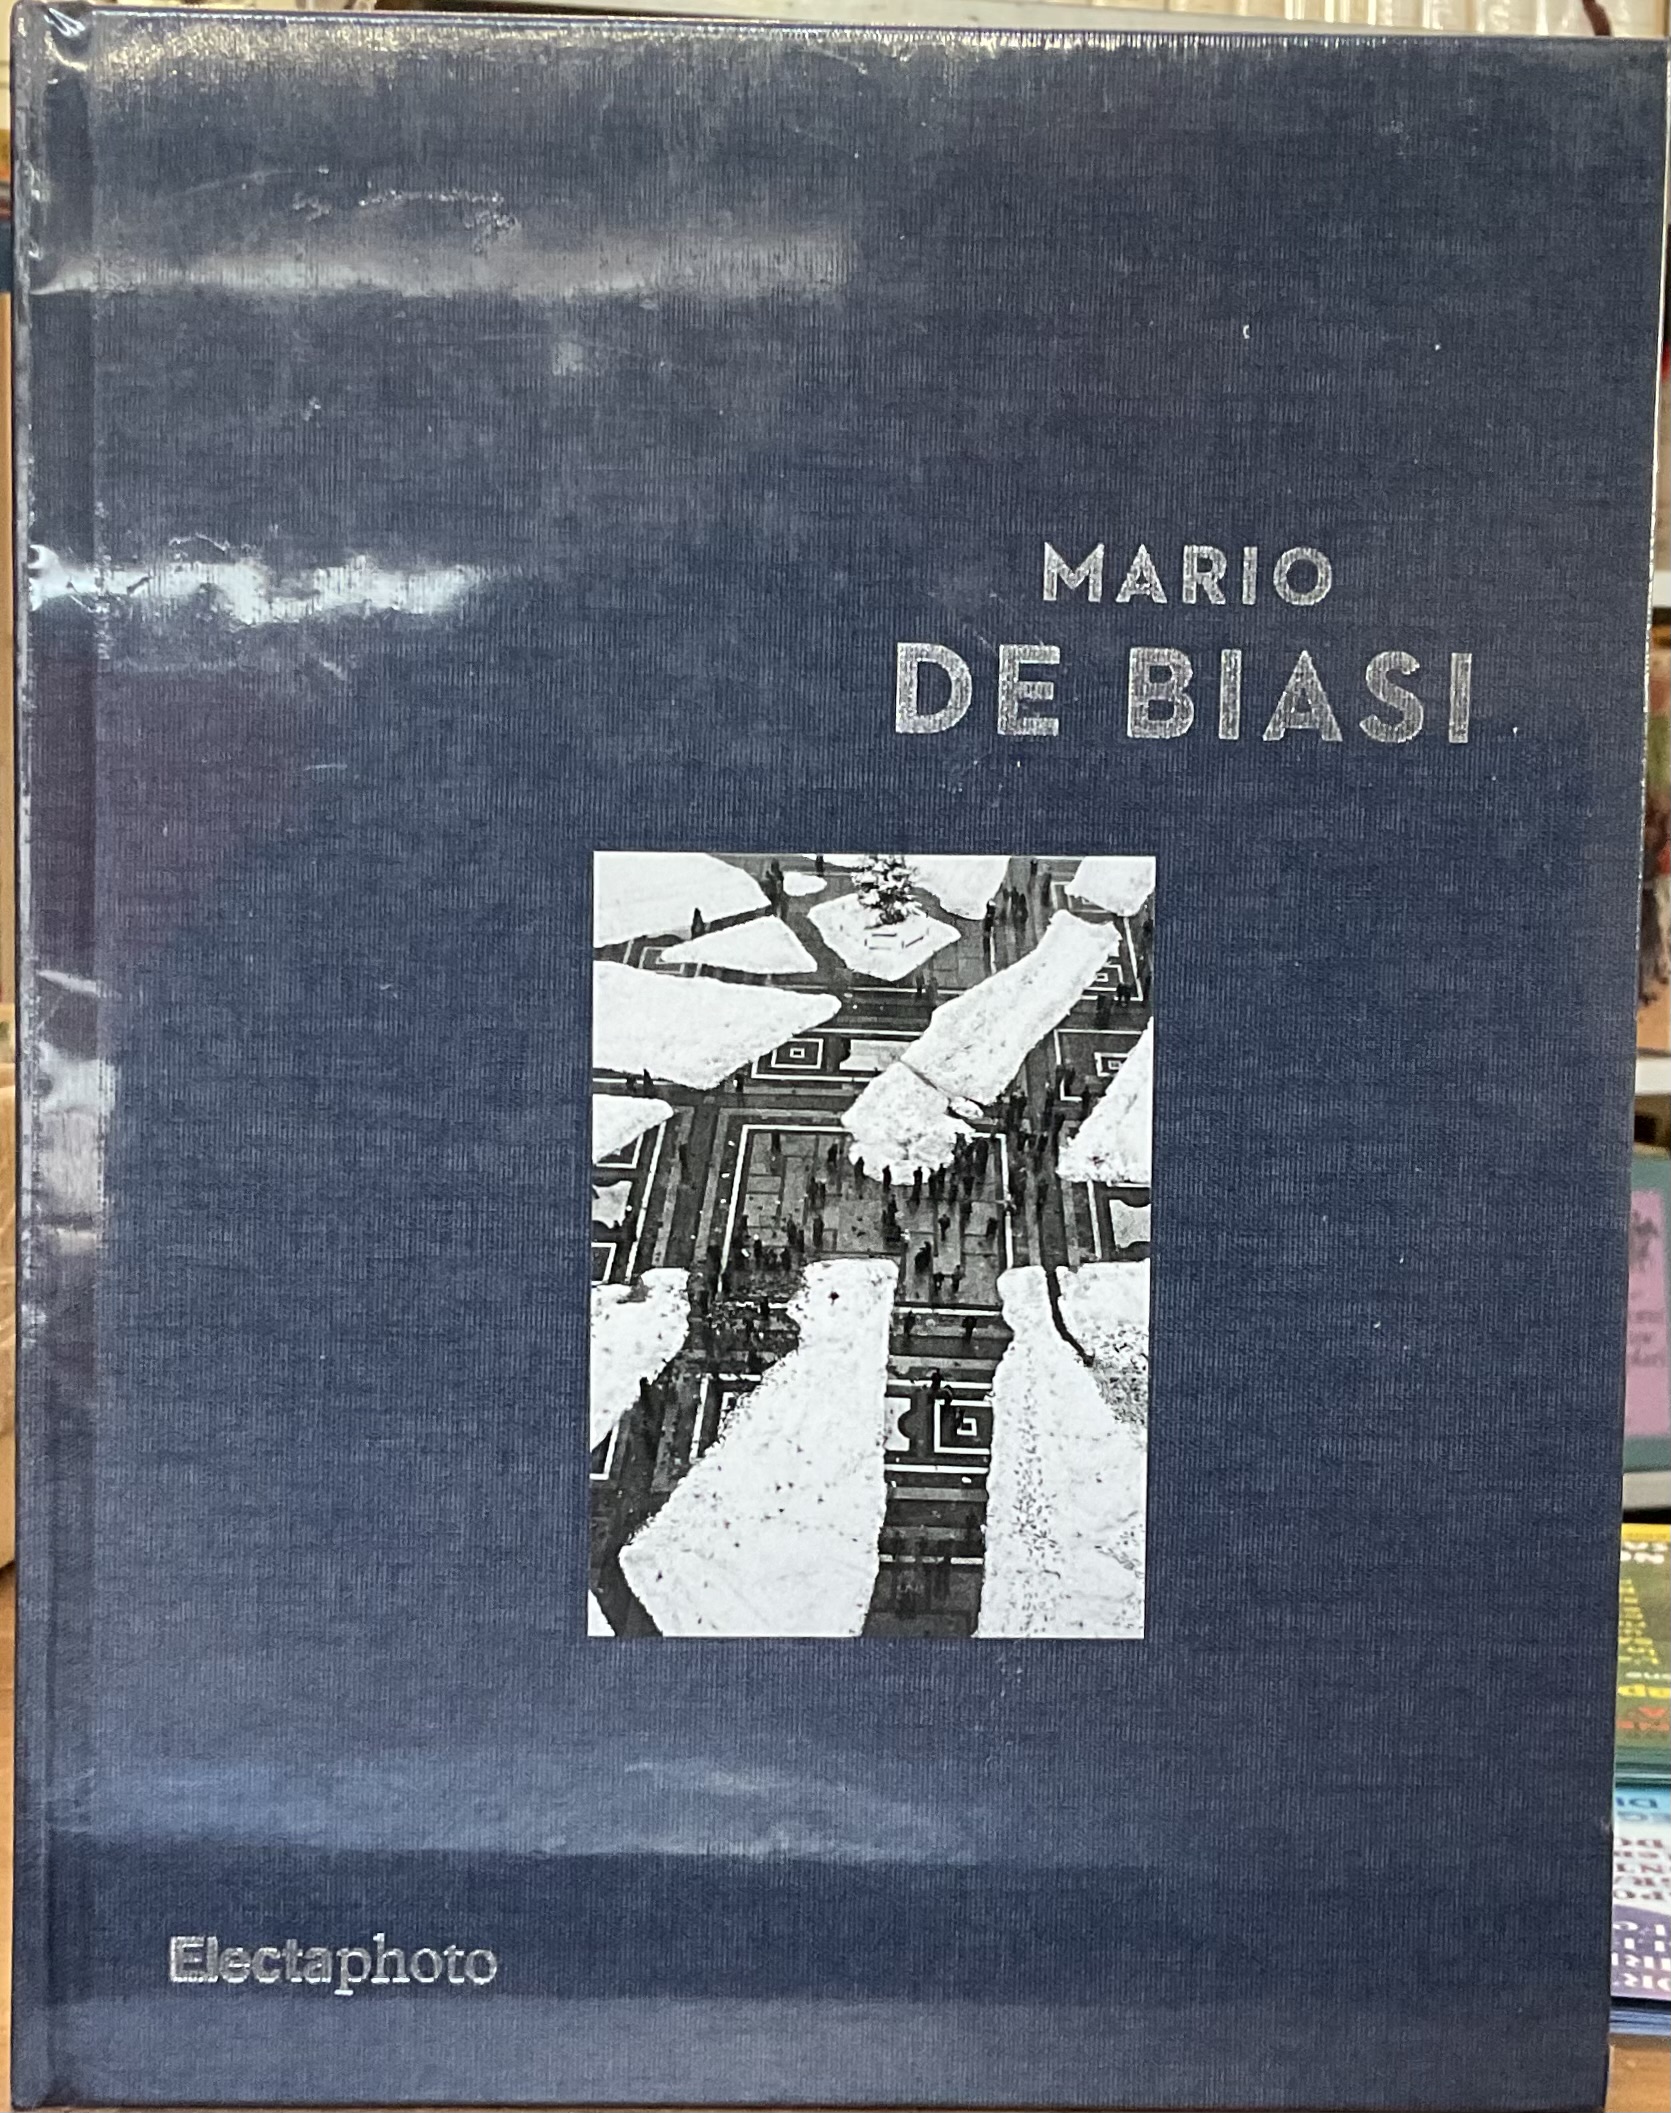 MARIO
DE BIASI
Electaphoto